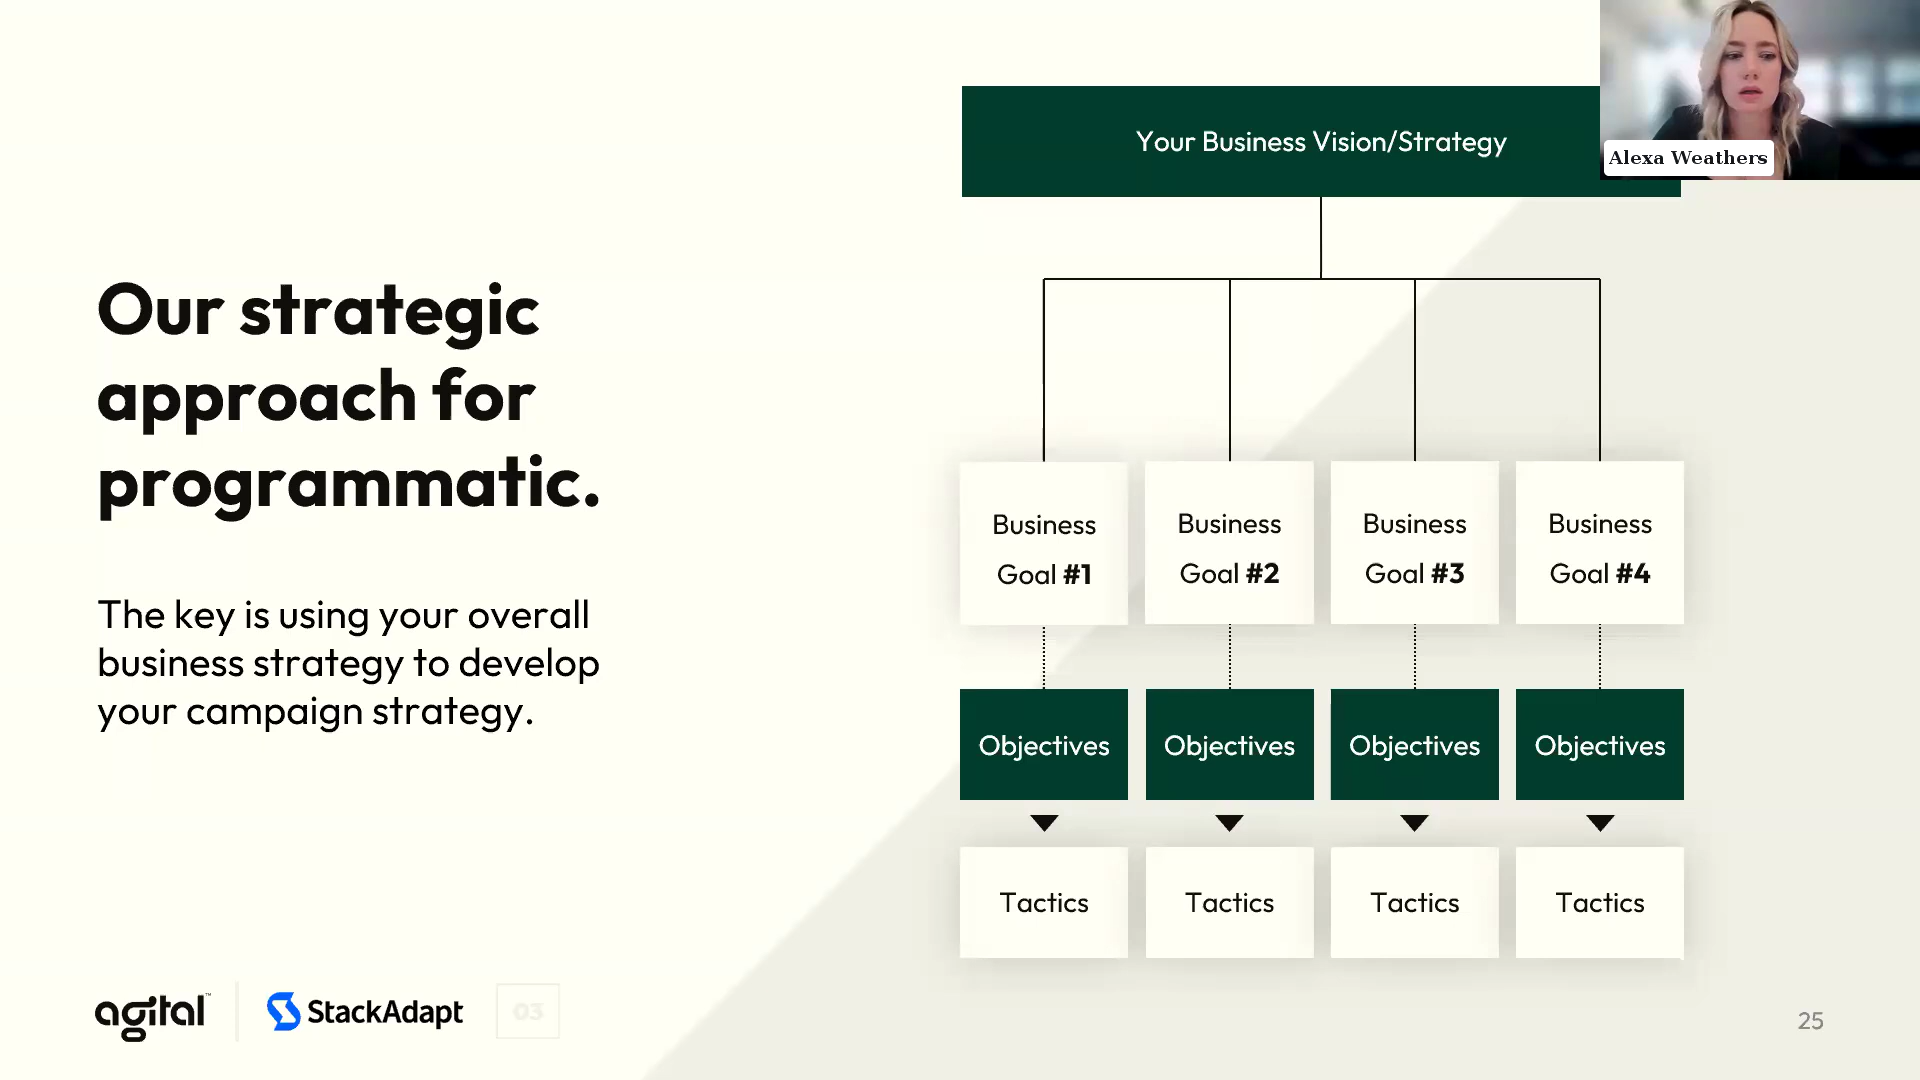 Your Business Vision/Strategy
Alexa Weathers
Our strategic
approach for
programmatic.
The key is using your overall
business strategy to develop
your campaign strategy.
Business
Goal #1
Business
Goal #2
Business
Goal #3
Business
Goal #4
Objectives
Objectives
Objectives
Objectives
Tactics
Tactics
Tactics
Tactics
agital™
StackAdapt
03
25